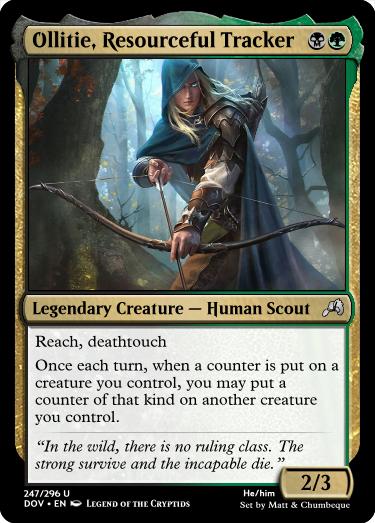 Ollitie, Resourceful Tracker
Legendary Creature — Human Scout
Reach, deathtouch
Once each turn, when a counter is put on a
creature you control, you may put a
counter of that kind on another creature
you control.
“In the wild, there is no ruling class. The
strong survive and the incapable die.”
2/3
247/296 U
He/him
DOV • EN Legend of the Cryptids
Set by Matt & Chumbeque